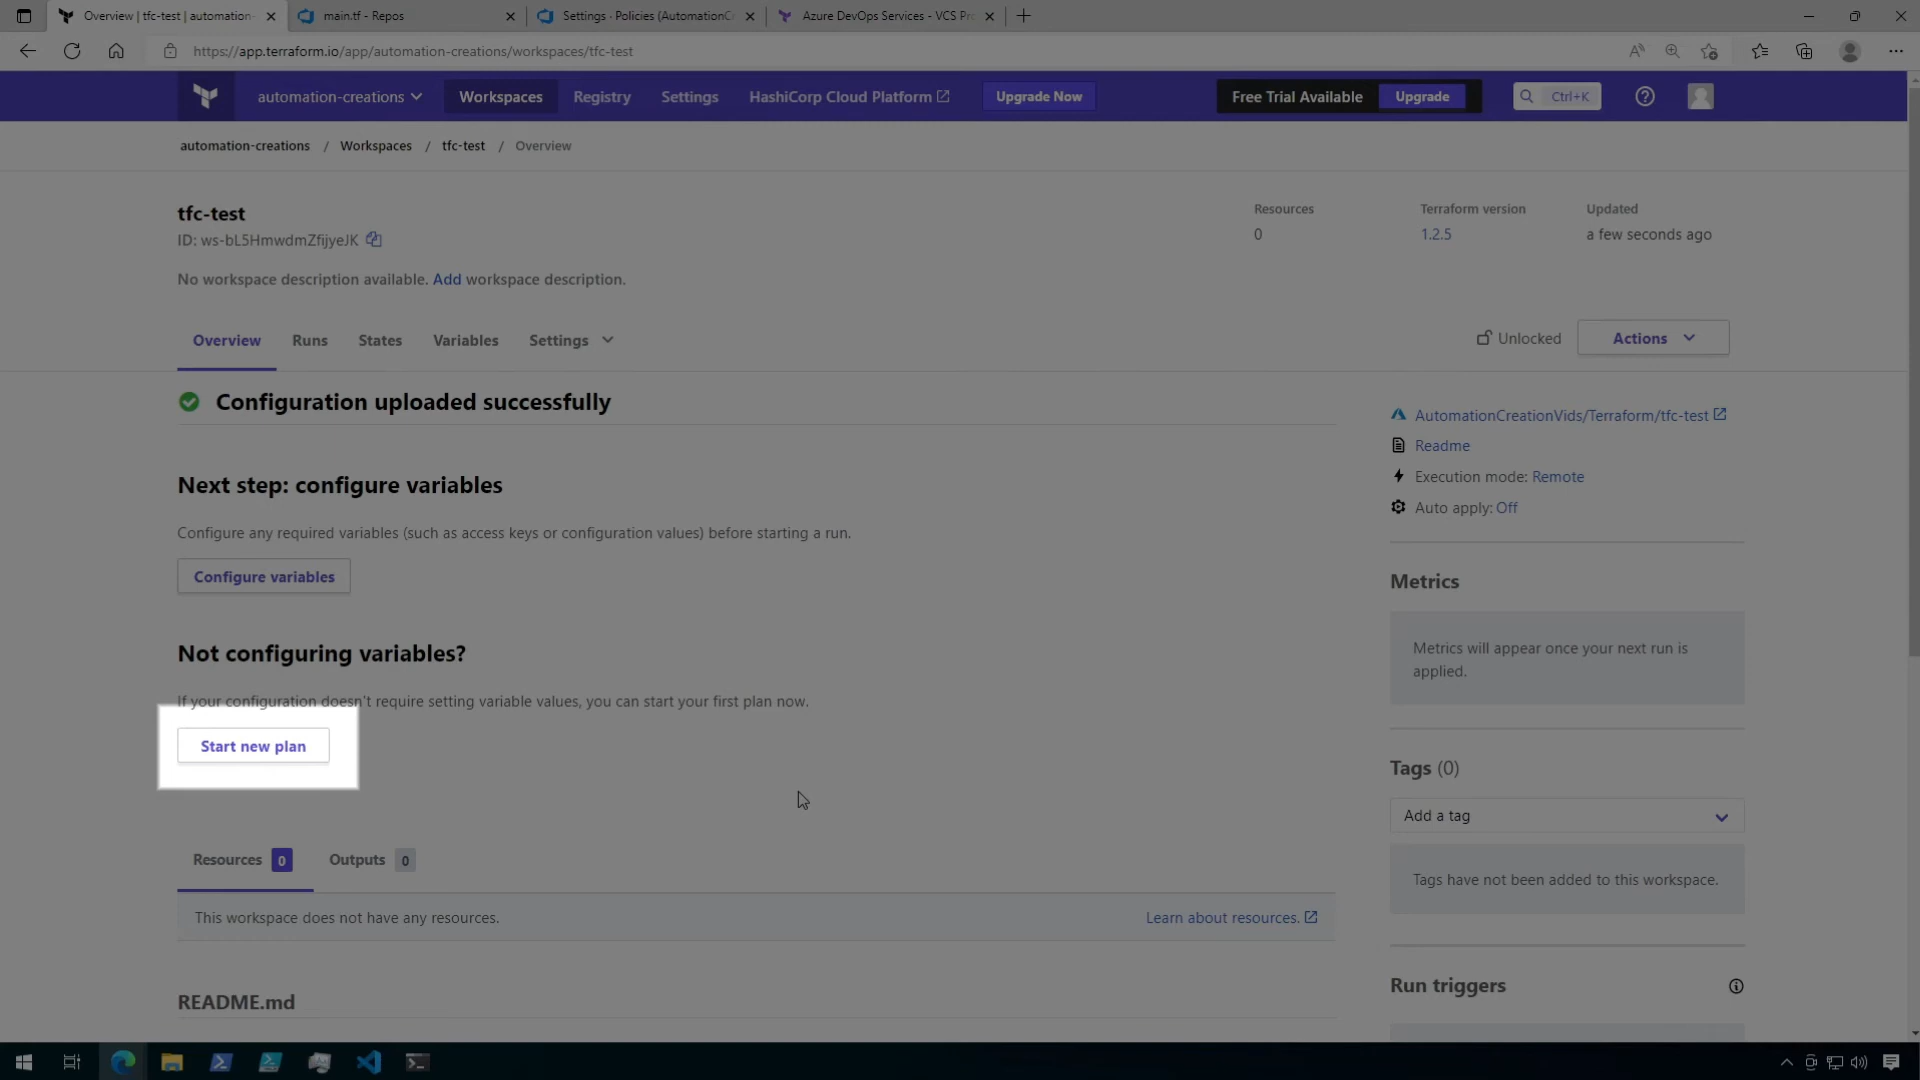 Overview | tfc-test | automation-
main.tf - Repos
Settings · Policies (AutomationCr
Azure DevOps Services - VCS Pro
https://app.terraform.io/app/automation-creations/workspaces/tfc-test
automation-creations
Workspaces
Registry
Settings
HashiCorp Cloud Platform
Upgrade Now
Free Trial Available
Upgrade
Ctrl+K
automation-creations / Workspaces / tfc-test / Overview
tfc-test
ID: ws-bL5HmwdmZfijyeJK
No workspace description available. Add workspace description.
Resources
0
Terraform version
1.2.5
Updated
a few seconds ago
Overview
Runs
States
Variables
Settings
Unlocked
Actions
Configuration uploaded successfully
Next step: configure variables
Configure any required variables (such as access keys or configuration values) before starting a run.
Configure variables
Not configuring variables?
If your configuration doesn't require setting variable values, you can start your first plan now.
Start new plan
Resources 0
Outputs 0
This workspace does not have any resources.
Learn about resources.
README.md
AutomationCreationVids/Terraform/tfc-test
Readme
Execution mode: Remote
Auto apply: Off
Metrics
Metrics will appear once your next run is
applied.
Tags (0)
Add a tag
Tags have not been added to this workspace.
Run triggers